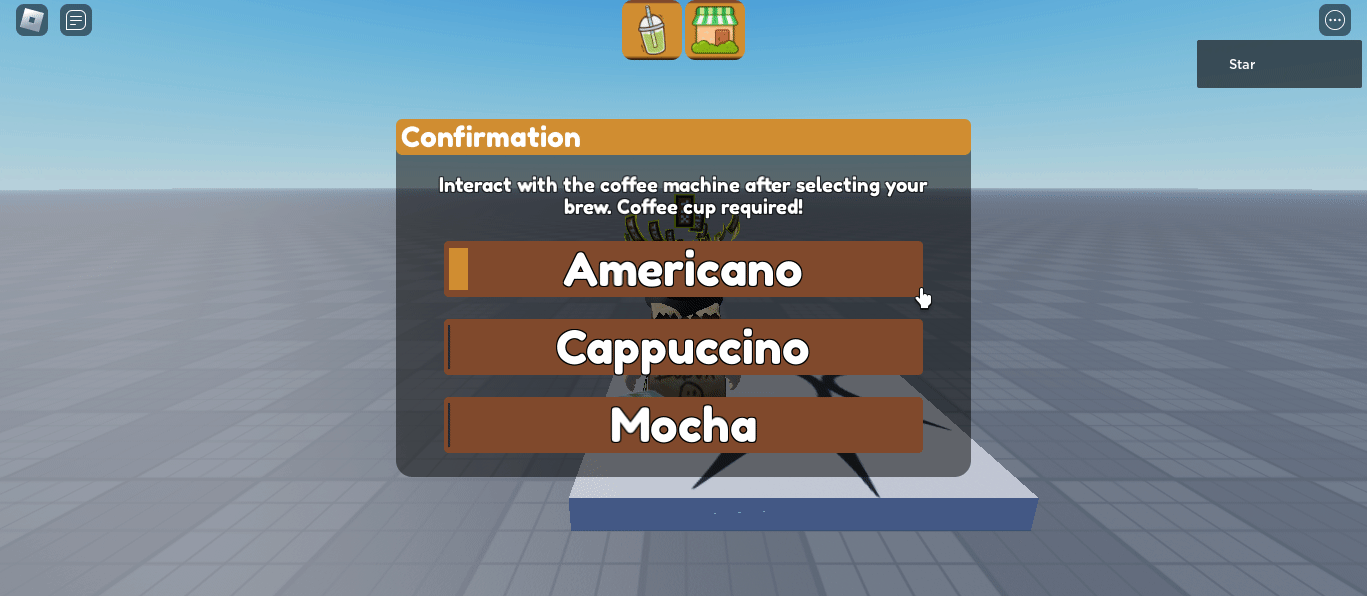 Star
Confirmation
Interact with the coffee machine after selecting your
brew. Coffee cup required!
Americano
Cappuccino
Mocha